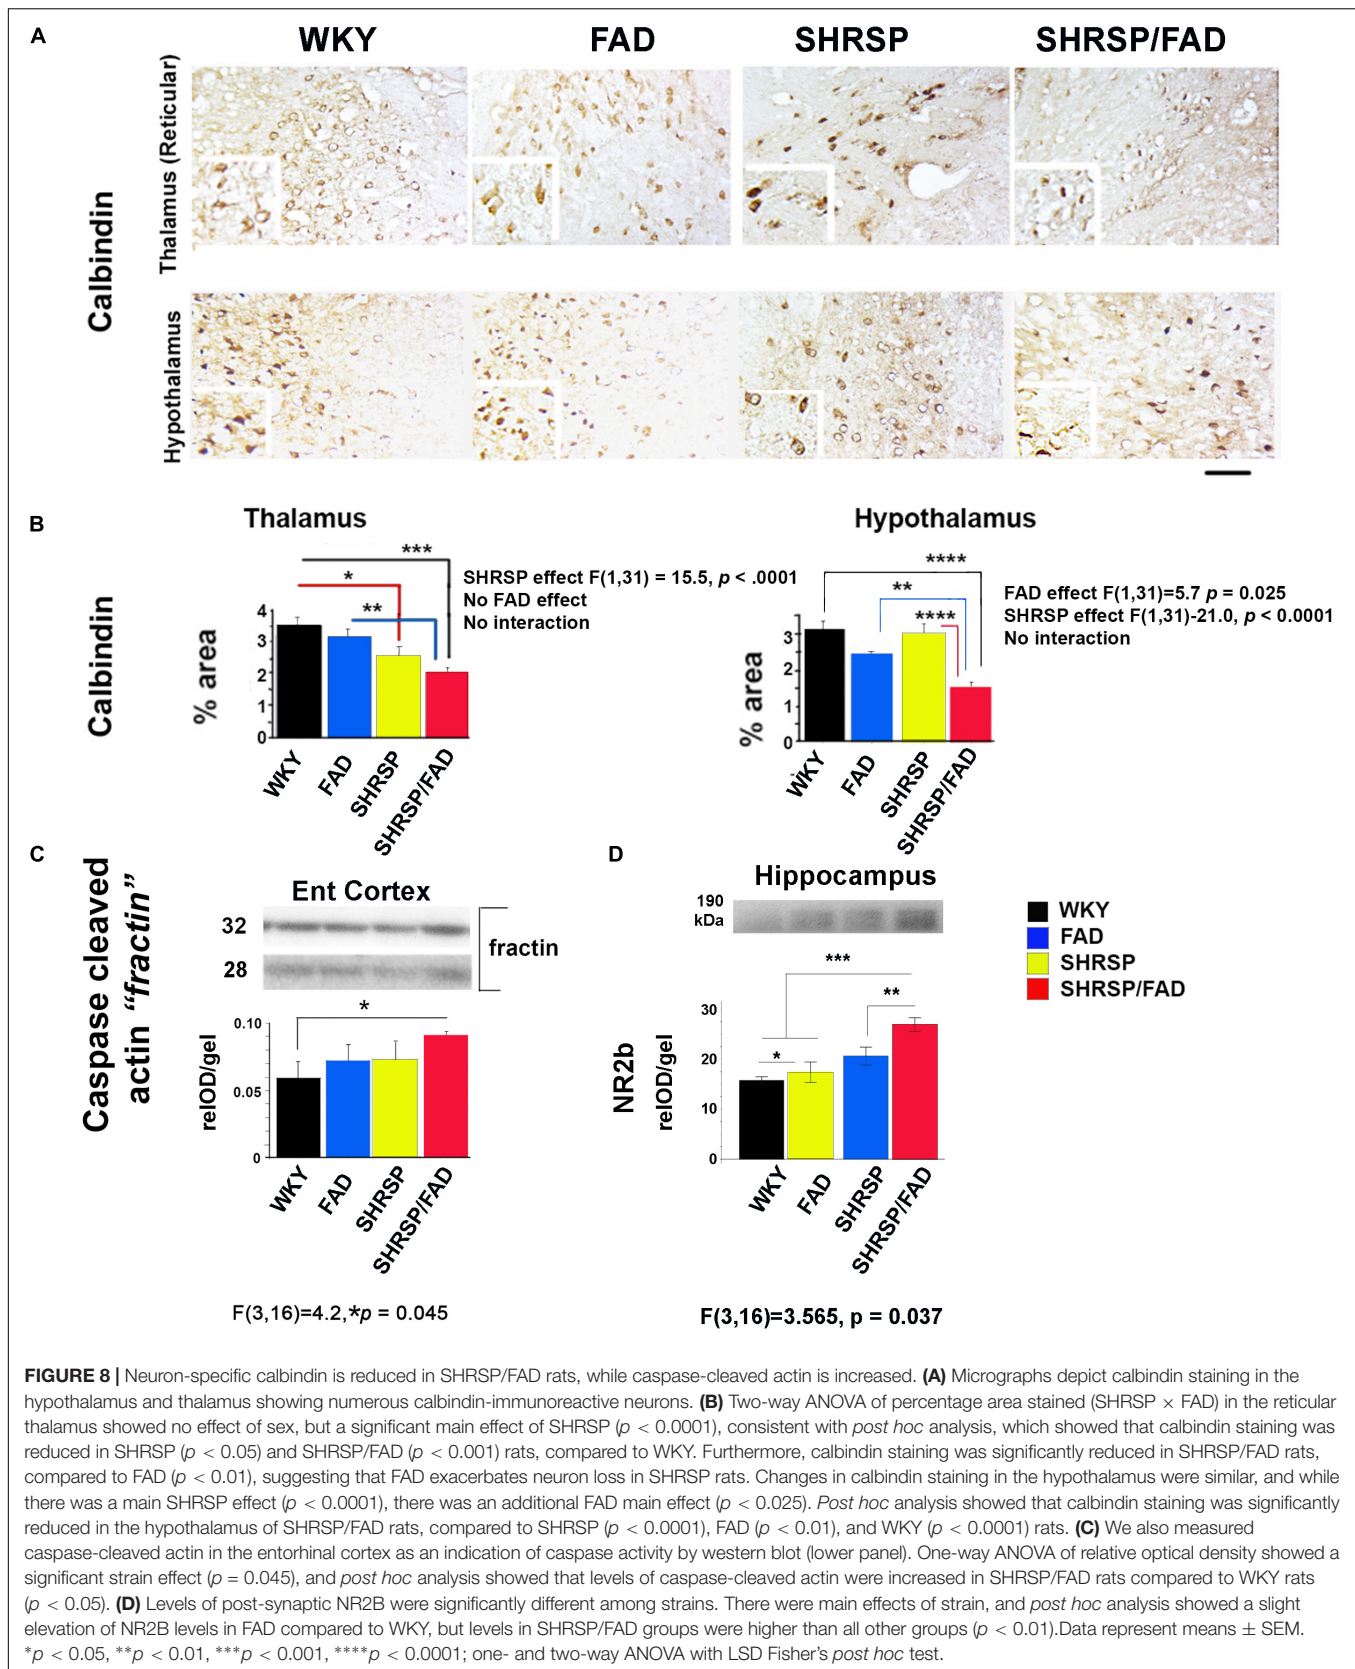 A
WKY
FAD
SHRSP
SHRSP/FAD
Calbindin
Thalamus (Reticular)
Hypothalamus
B
Thalamus
Hypothalamus
Calbindin
***
*
**
SHRSP effect F(1,31) = 15.5, p < .0001
No FAD effect
No interaction
% area
4
3
2
1
0
WKY
FAD
SHRSP
SHRSP/FAD
****
**
****
FAD effect F(1,31)=5.7 p = 0.025
SHRSP effect F(1,31)-21.0, p < 0.0001
No interaction
% area
3
2
1
0
WKY
FAD
SHRSP
SHRSP/FAD
C
Caspase cleaved
actin “fractin”
Ent Cortex
32
28
fractin
*
relOD/gel
0.10
0.05
0
WKY
FAD
SHRSP
SHRSP/FAD
F(3,16)=4.2,*p = 0.045
D
Hippocampus
190
kDa
***
**
*
NR2b
relOD/gel
30
20
10
0
WKY
FAD
SHRSP
SHRSP/FAD
F(3,16)=3.565, p = 0.037
WKY
FAD
SHRSP
SHRSP/FAD
FIGURE 8 | Neuron-specific calbindin is reduced in SHRSP/FAD rats, while caspase-cleaved actin is increased. (A) Micrographs depict calbindin staining in the
hypothalamus and thalamus showing numerous calbindin-immunoreactive neurons. (B) Two-way ANOVA of percentage area stained (SHRSP × FAD) in the reticular
thalamus showed no effect of sex, but a significant main effect of SHRSP (p < 0.0001), consistent with post hoc analysis, which showed that calbindin staining was
reduced in SHRSP (p < 0.05) and SHRSP/FAD (p < 0.001) rats, compared to WKY. Furthermore, calbindin staining was significantly reduced in SHRSP/FAD rats,
compared to FAD (p < 0.01), suggesting that FAD exacerbates neuron loss in SHRSP rats. Changes in calbindin staining in the hypothalamus were similar, and while
there was a main SHRSP effect (p < 0.0001), there was an additional FAD main effect (p < 0.025). Post hoc analysis showed that calbindin staining was significantly
reduced in the hypothalamus of SHRSP/FAD rats, compared to SHRSP (p < 0.0001), FAD (p < 0.01), and WKY (p < 0.0001) rats. (C) We also measured
caspase-cleaved actin in the entorhinal cortex as an indication of caspase activity by western blot (lower panel). One-way ANOVA of relative optical density showed a
significant strain effect (p = 0.045), and post hoc analysis showed that levels of caspase-cleaved actin were increased in SHRSP/FAD rats compared to WKY rats
(p < 0.05). (D) Levels of post-synaptic NR2B were significantly different among strains. There were main effects of strain, and post hoc analysis showed a slight
elevation of NR2B levels in FAD compared to WKY, but levels in SHRSP/FAD groups were higher than all other groups (p < 0.01).Data represent means ± SEM.
*p < 0.05, **p < 0.01, ***p < 0.001, ****p < 0.0001; one- and two-way ANOVA with LSD Fisher’s post hoc test.